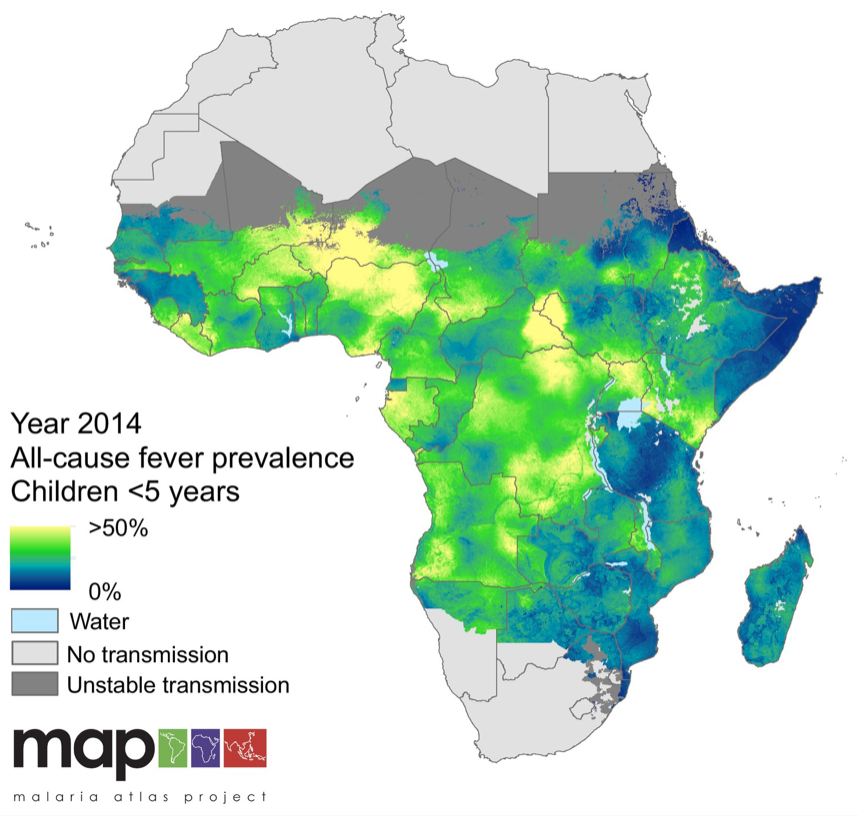 Year 2014
All-cause fever prevalence
Children <5 years
>50%
0%
Water
No transmission
Unstable transmission
map
malaria atlas project